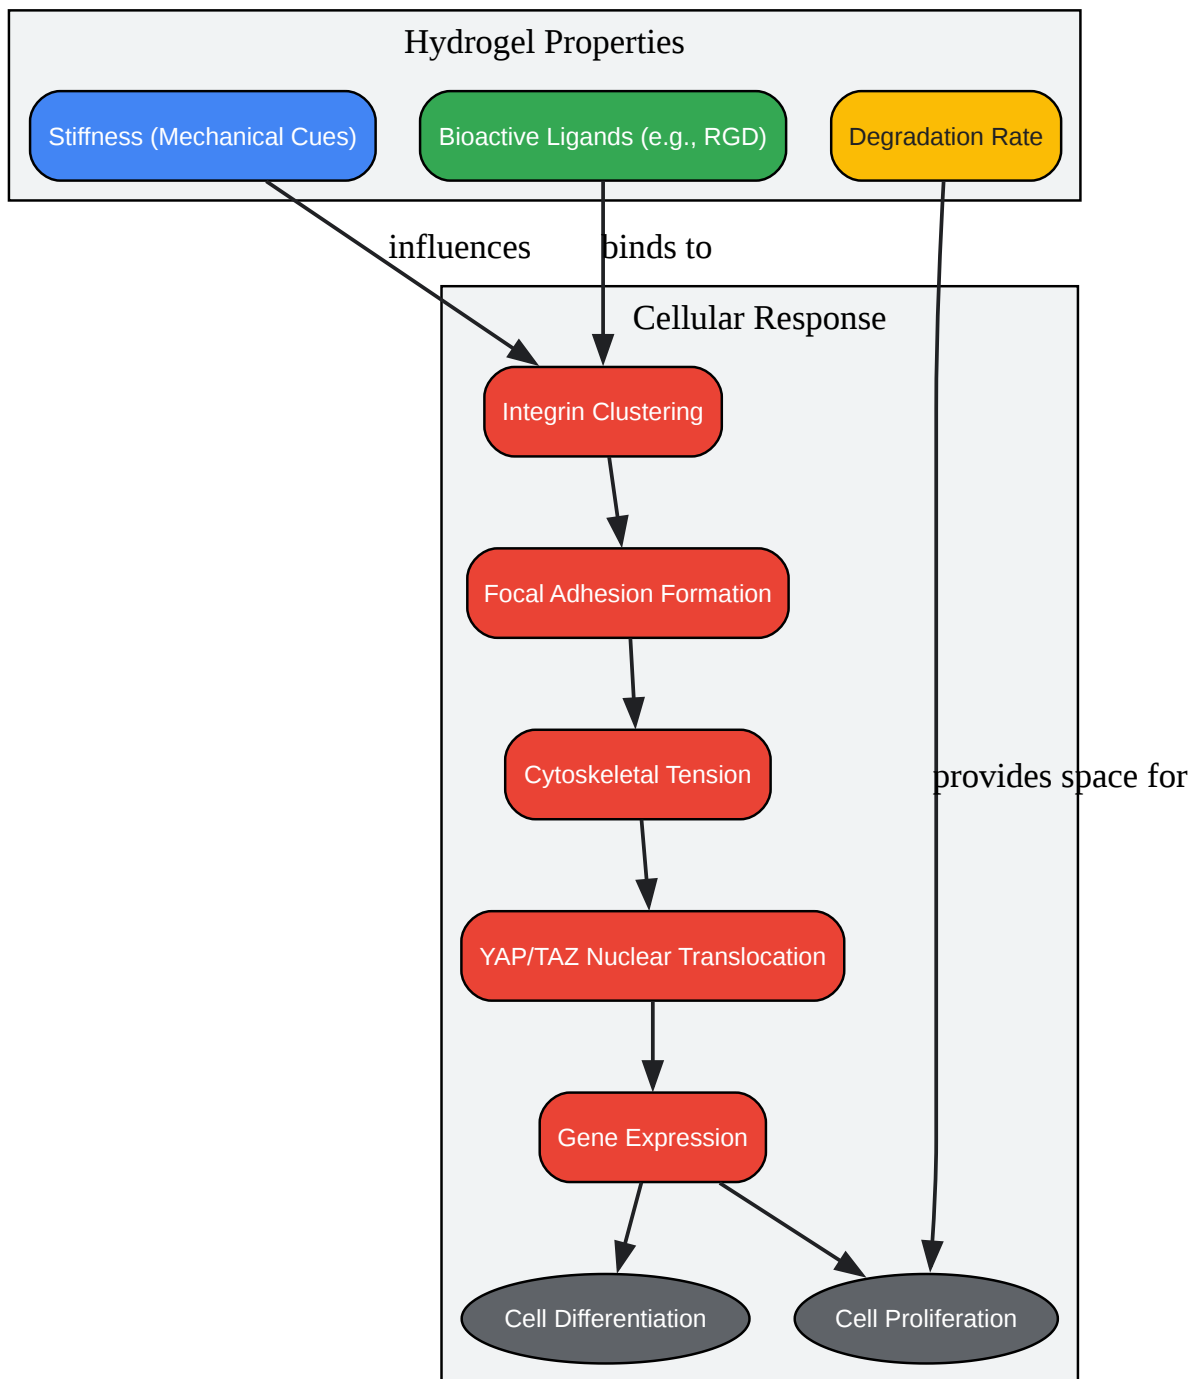 Hydrogel Properties
Stiffness (Mechanical Cues)
Bioactive Ligands (e.g., RGD)
Degradation Rate
influences
binds to
Cellular Response
Integrin Clustering
Focal Adhesion Formation
Cytoskeletal Tension
provides space for
YAP/TAZ Nuclear Translocation
Gene Expression
Cell Differentiation
Cell Proliferation